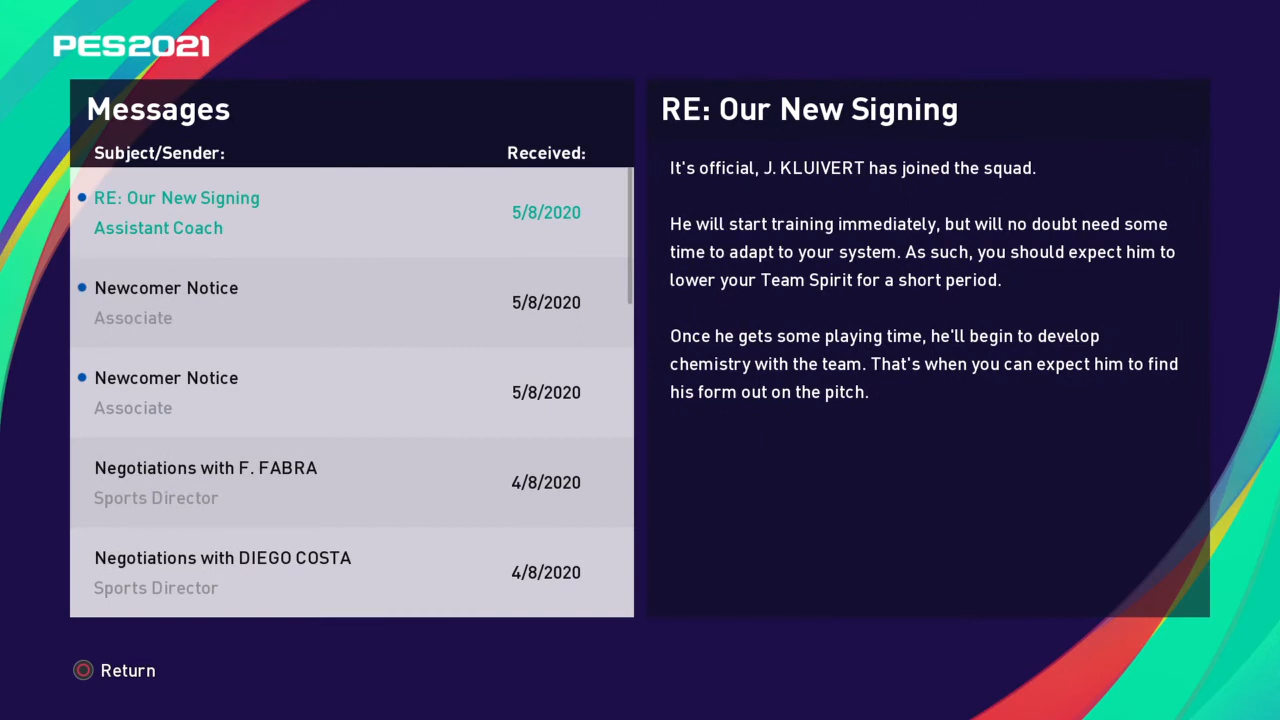 PES2021
Messages
Subject/Sender:
Received:
RE: Our New Signing
Assistant Coach
5/8/2020
Newcomer Notice
Associate
5/8/2020
Newcomer Notice
Associate
5/8/2020
Negotiations with F. FABRA
Sports Director
4/8/2020
Negotiations with DIEGO COSTA
Sports Director
4/8/2020
RE: Our New Signing
It's official, J. KLUIVERT has joined the squad.
He will start training immediately, but will no doubt need some
time to adapt to your system. As such, you should expect him to
lower your Team Spirit for a short period.
Once he gets some playing time, he'll begin to develop
chemistry with the team. That's when you can expect him to find
his form out on the pitch.
Return